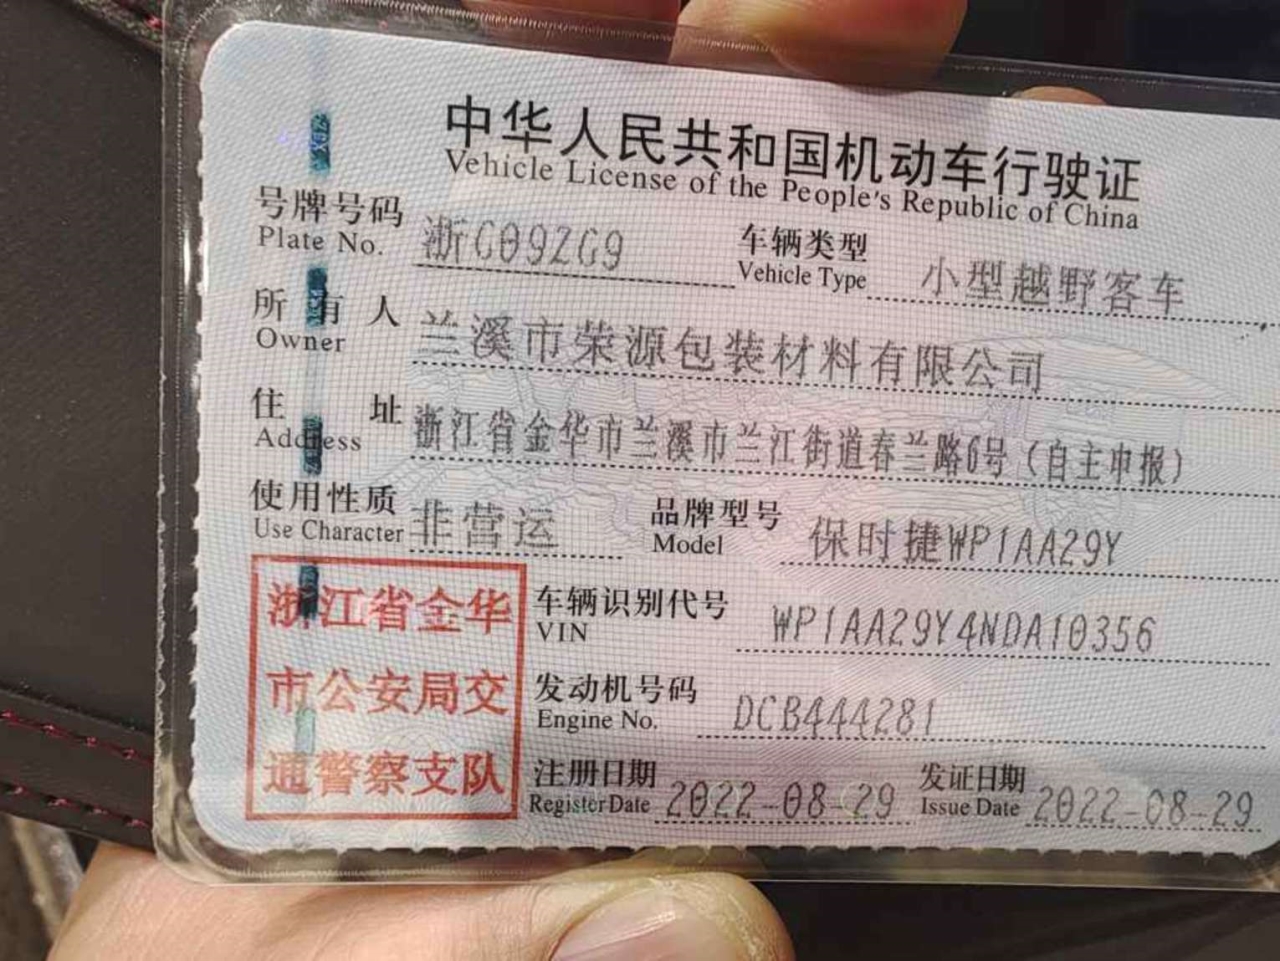 中华人民共和国机动车行驶证
Vehicle License of the People's Republic of China
号牌号码 浙G09ZG9 车辆类型 小型越野客车
Plate No. Vehicle Type
所有人 兰溪市荣源包装材料有限公司
Owner
住址 浙江省金华市兰溪市兰江街道春兰路6号(自主申报)
Address
使用性质 非营运 品牌型号 保时捷WP1AA29Y
Use Character Model
浙江省金华
市公安局交
通警察支队
车辆识别代号 WP1AA29Y4NDA10356
VIN
发动机号码 DCB444281
Engine No.
注册日期 2022-08-29 发证日期 2022-08-29
Register Date Issue Date